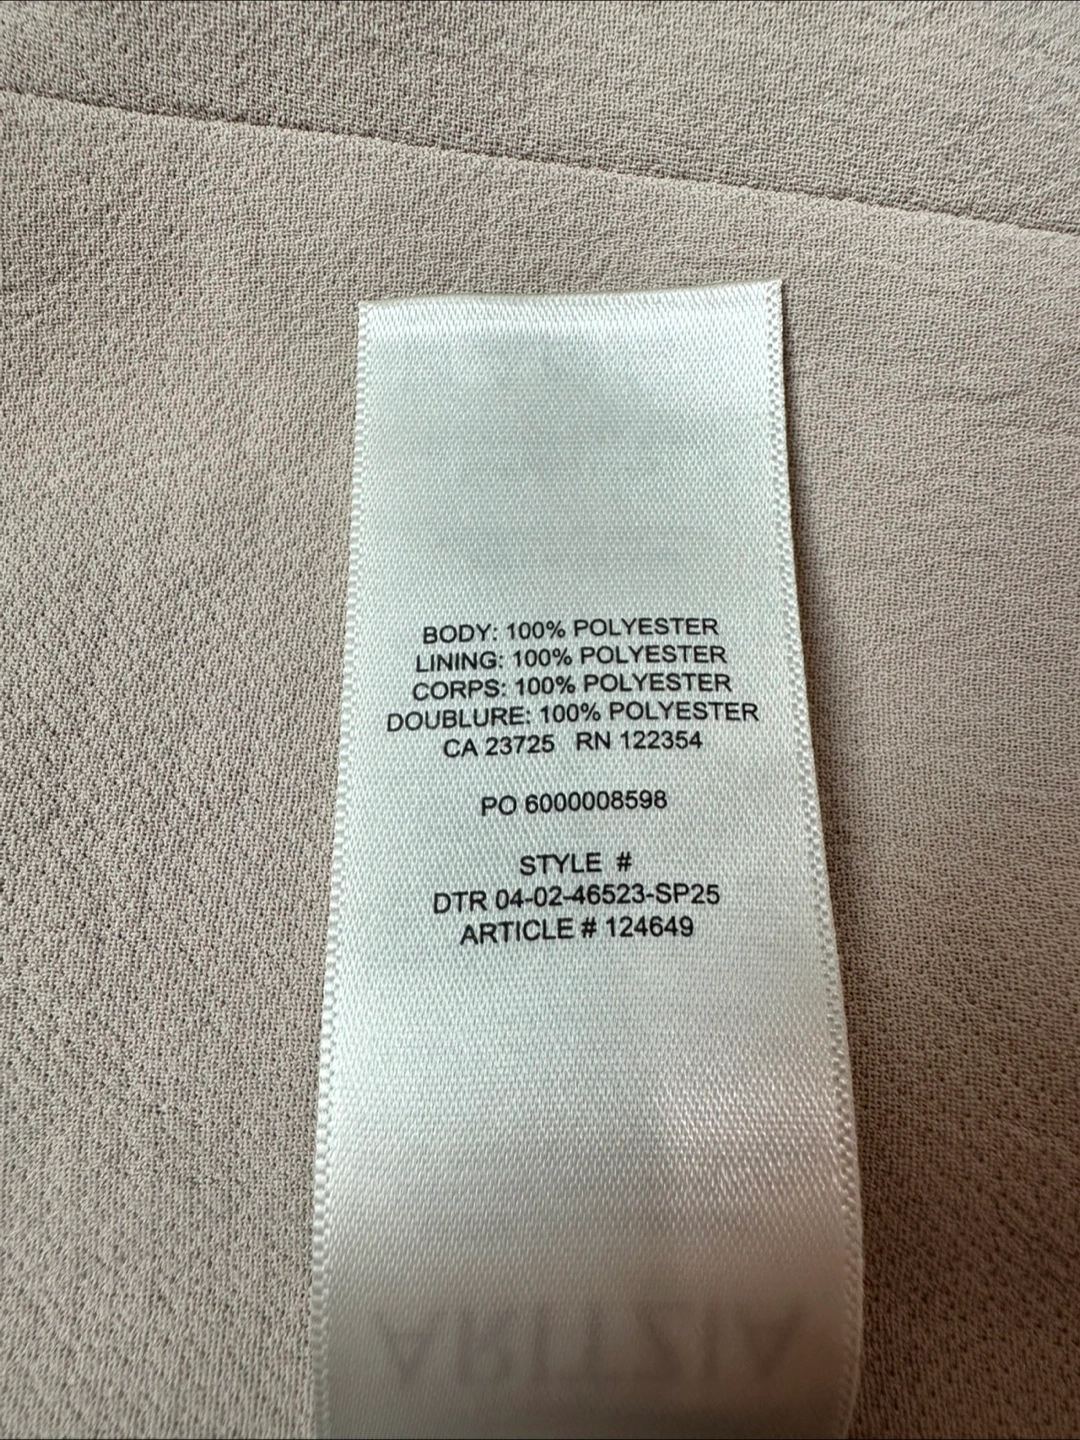 BODY: 100% POLYESTER
LINING: 100% POLYESTER
CORPS: 100% POLYESTER
DOUBLURE: 100% POLYESTER
CA 23725 RN 122354
PO 6000008598
STYLE #
DTR 04-02-46523-SP25
ARTICLE # 124649